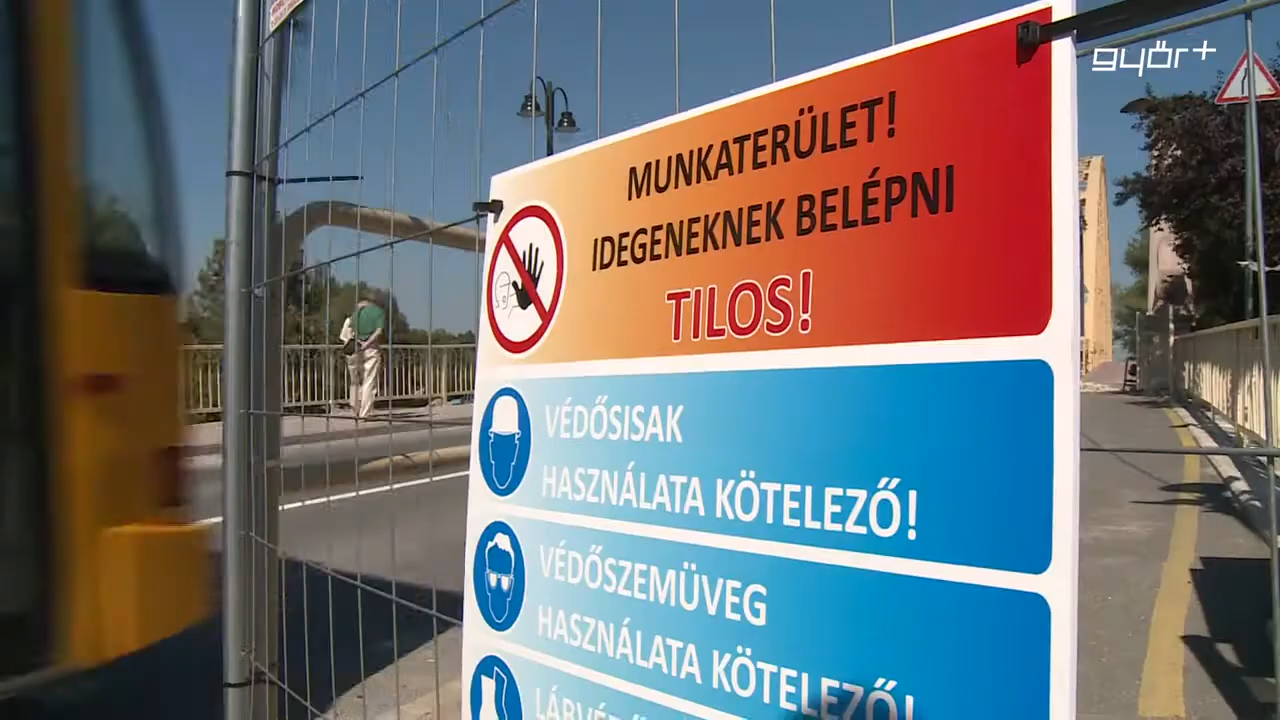 győr+
MUNKATERÜLET!
IDEGENEKNEK BELÉPNI
TILOS!
VÉDŐSISAK
HASZNÁLATA KÖTELEZŐ!
VÉDŐSZEMÜVEG
HASZNÁLATA KÖTELEZŐ!